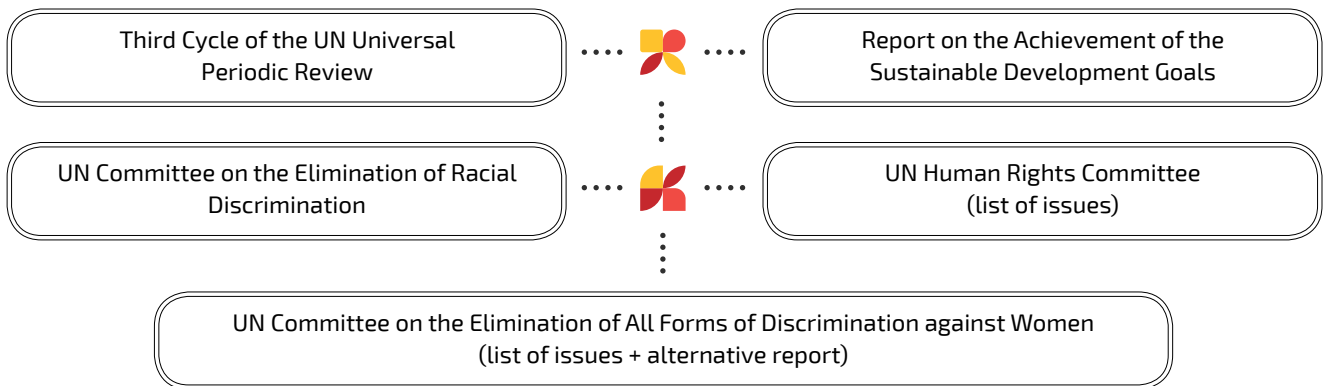 Third Cycle of the UN Universal
Periodic Review
Report on the Achievement of the
Sustainable Development Goals
UN Committee on the Elimination of Racial
Discrimination
UN Human Rights Committee
(list of issues)
UN Committee on the Elimination of All Forms of Discrimination against Women
(list of issues + alternative report)